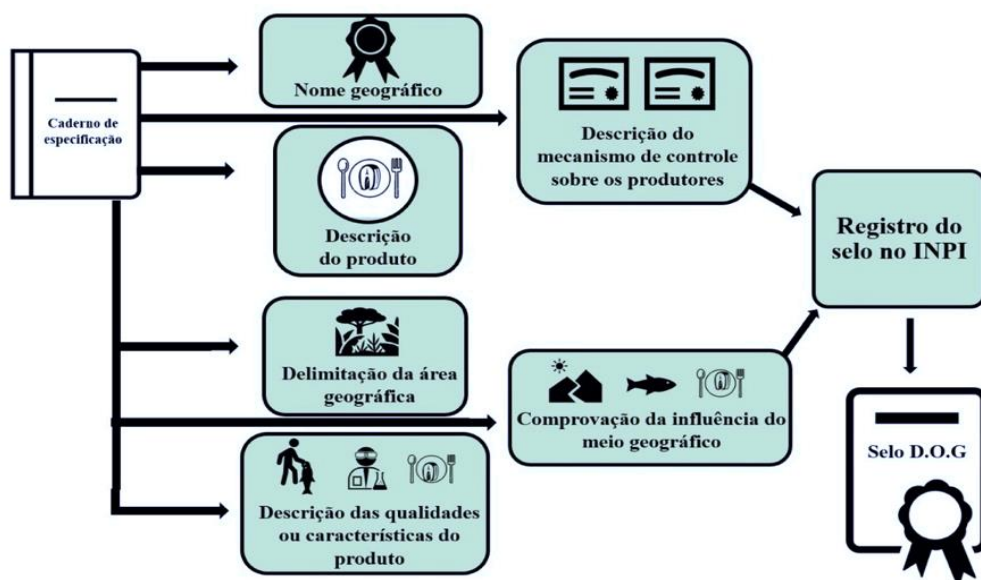 Caderno de
especificação
Nome geográfico
Descrição
do produto
Delimitação da área
geográfica
Descrição das qualidades
ou características do
produto
Descrição do
mecanismo de controle
sobre os produtores
Comprovação da influência do
meio geográfico
Registro do
selo no INPI
Selo D.O.G